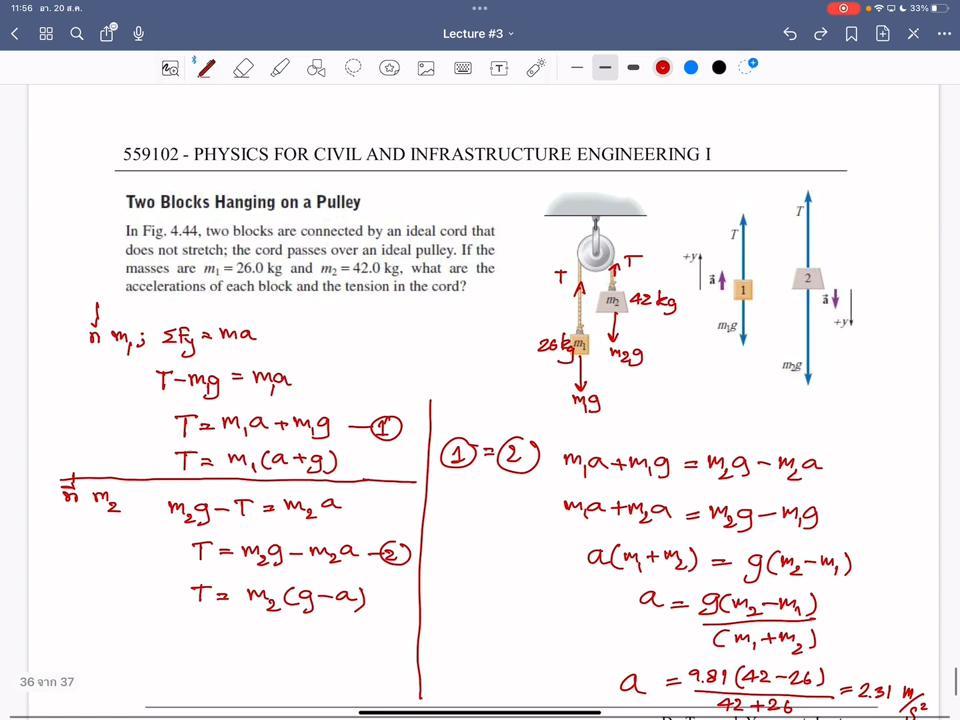 11:56 อา. 20 ส.ค.
33%
Lecture #3
559102 - PHYSICS FOR CIVIL AND INFRASTRUCTURE ENGINEERING I
Two Blocks Hanging on a Pulley
In Fig. 4.44, two blocks are connected by an ideal cord that
does not stretch; the cord passes over an ideal pulley. If the
masses are m₁ = 26.0 kg and m₂ = 42.0 kg, what are the
accelerations of each block and the tension in the cord?
T
T
m₂ 42 kg
26 kg m₁
m₂g
m₁g
+y
T
a⃗
1
m₁g
T
2
a⃗
+y
m₂g
ที่ m₁; ΣFy = ma
T - m₁g = m₁a
T = m₁a + m₁g — ①
T = m₁(a + g)
ที่ m₂ m₂g - T = m₂a
T = m₂g - m₂a — ②
T = m₂(g - a)
① = ② m₁a + m₁g = m₂g - m₂a
m₁a + m₂a = m₂g - m₁g
a(m₁ + m₂) = g(m₂ - m₁)
a = g(m₂ - m₁)
(m₁ + m₂)
a = 9.81(42 - 26) = 2.31 m/s²
42 + 26
36 จาก 37